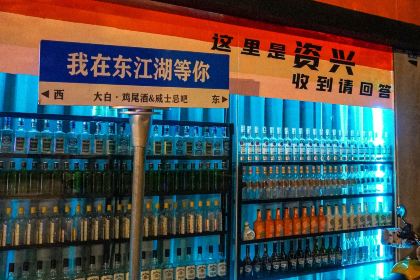 这里是资兴
收到请回答
我在东江湖等你
西 大白·鸡尾酒&威士忌吧 东